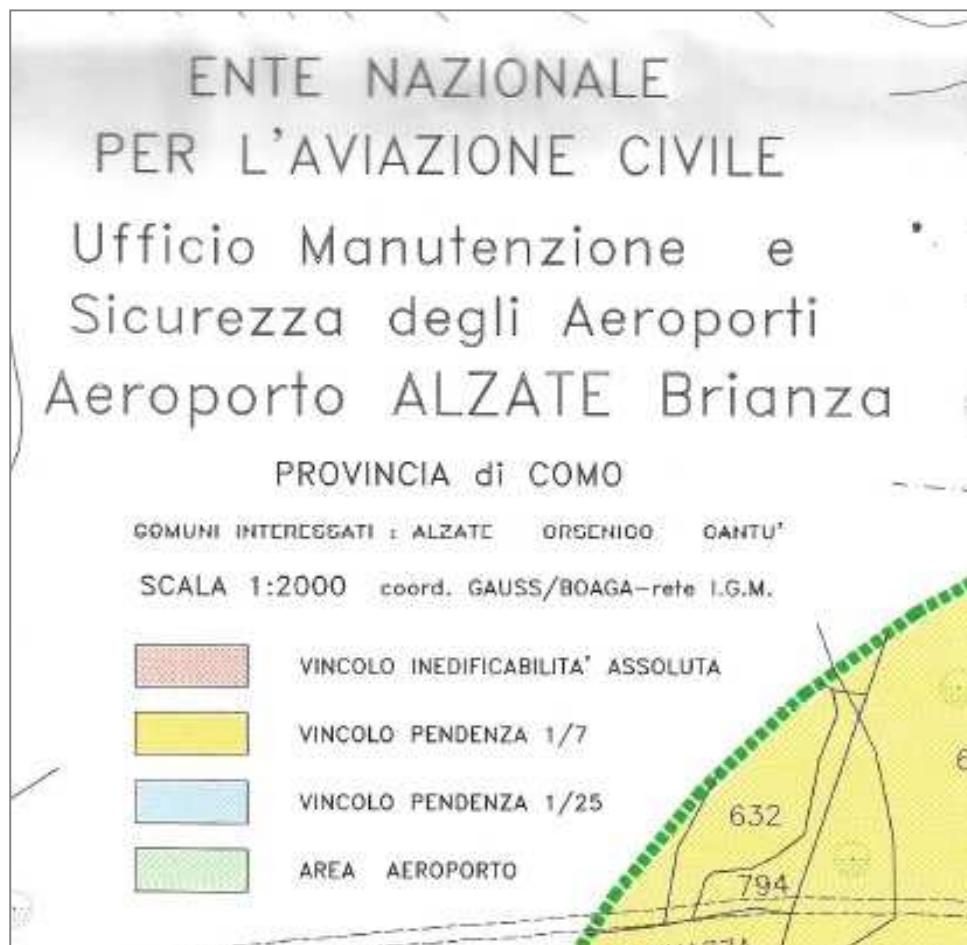 ENTE NAZIONALE
PER L'AVIAZIONE CIVILE
Ufficio Manutenzione e
Sicurezza degli Aeroporti
Aeroporto ALZATE Brianza
PROVINCIA di COMO
COMUNI INTERESSATI : ALZATE ORSENIGO CANTU'
SCALA 1:2000 coord. GAUSS/BOAGA-rete I.G.M.
VINCOLO INEDIFICABILITA' ASSOLUTA
VINCOLO PENDENZA 1/7
VINCOLO PENDENZA 1/25
AREA AEROPORTO
632
794